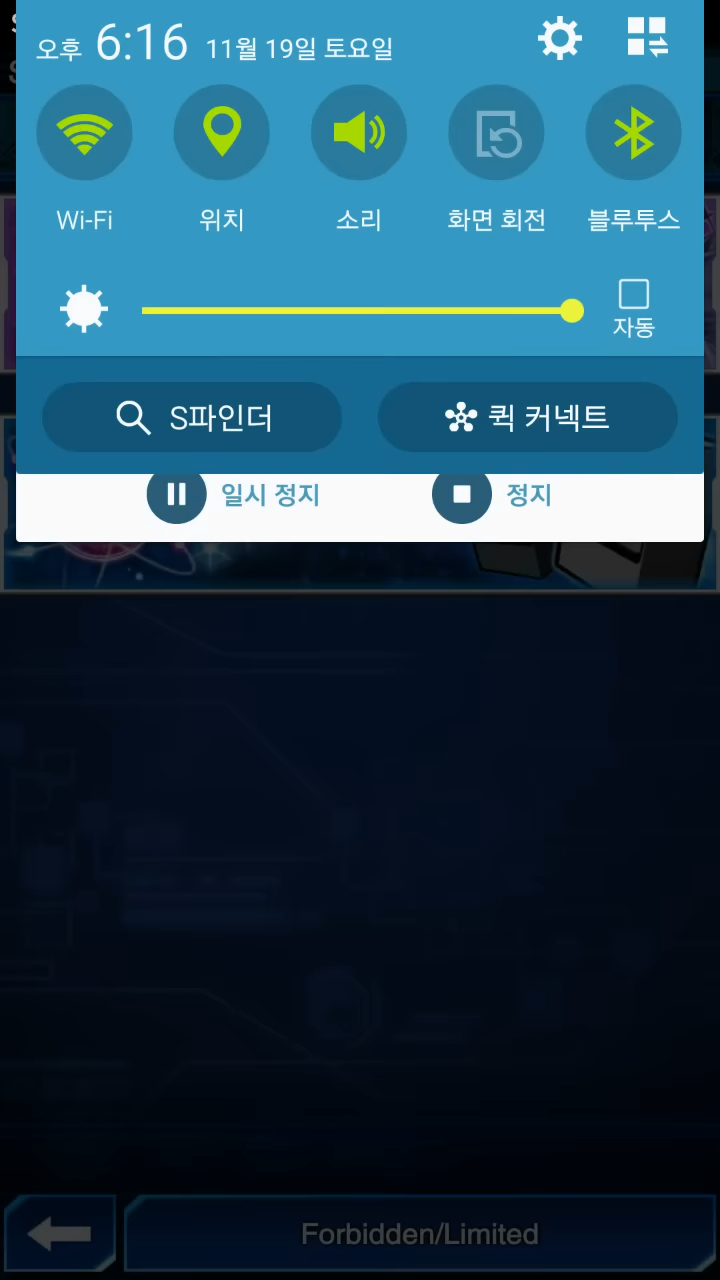 오후 6:16 11월 19일 토요일
Wi-Fi 위치 소리 화면 회전 블루투스
자동
S파인더 퀵 커넥트
일시 정지 정지
Forbidden/Limited